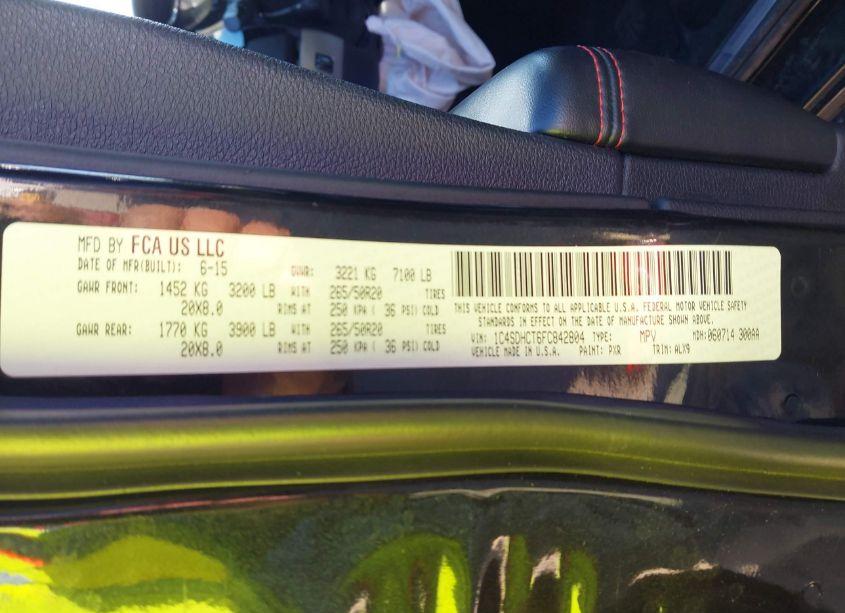 MFD BY FCA US LLC
DATE OF MFR(BUILT): 6-15 GVWR: 3221 KG 7100 LB
GAWR FRONT: 1452 KG 3200 LB WITH 265/50R20 TIRES
20X8.0 RIMS AT 250 KPA ( 36 PSI) COLD
GAWR REAR: 1770 KG 3900 LB WITH 265/50R20 TIRES
20X8.0 RIMS AT 250 KPA ( 36 PSI) COLD
THIS VEHICLE CONFORMS TO ALL APPLICABLE U.S.A. FEDERAL MOTOR VEHICLE SAFETY
STANDARDS IN EFFECT ON THE DATE OF MANUFACTURE SHOWN ABOVE.
VIN: 1C4SDHCT6FC842804 TYPE: MPV MDH:060714 300AA
VEHICLE MADE IN U.S.A. PAINT: PXR TRIM: ALX9